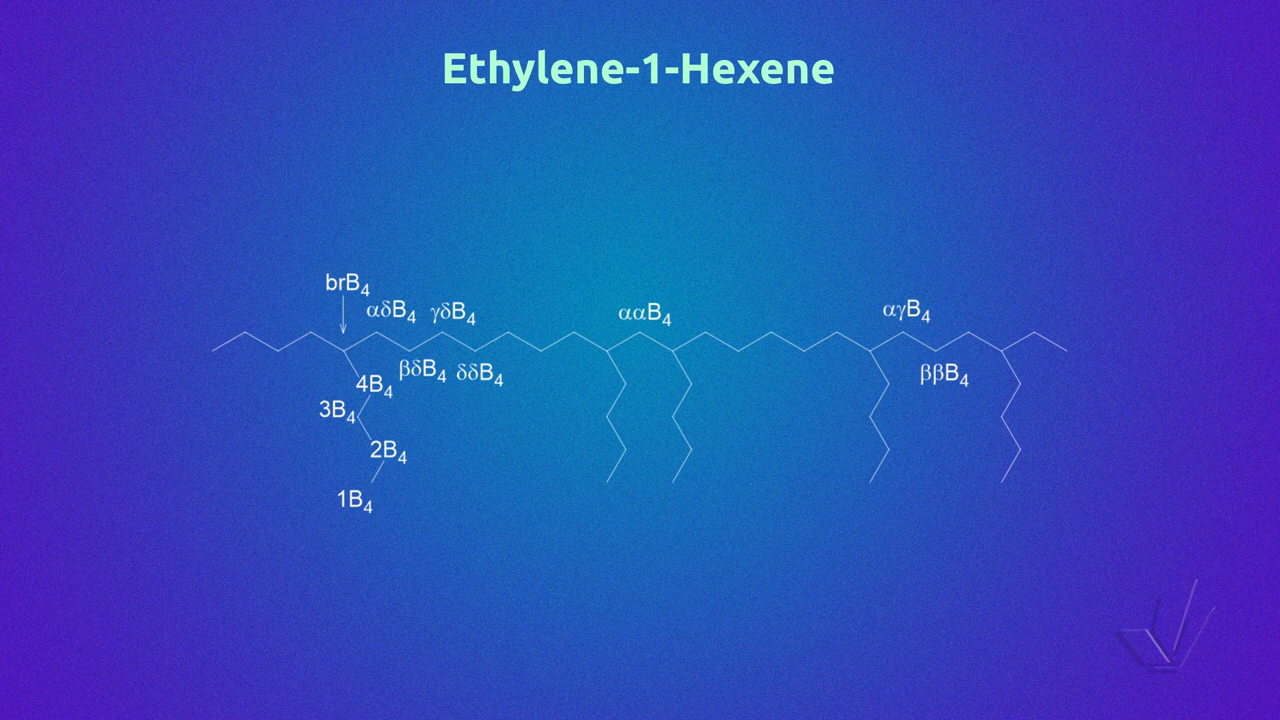 Ethylene-1-Hexene
brB₄
αδB₄ γδB₄ ααB₄ αγB₄
βδB₄ δδB₄ ββB₄
4B₄
3B₄
2B₄
1B₄